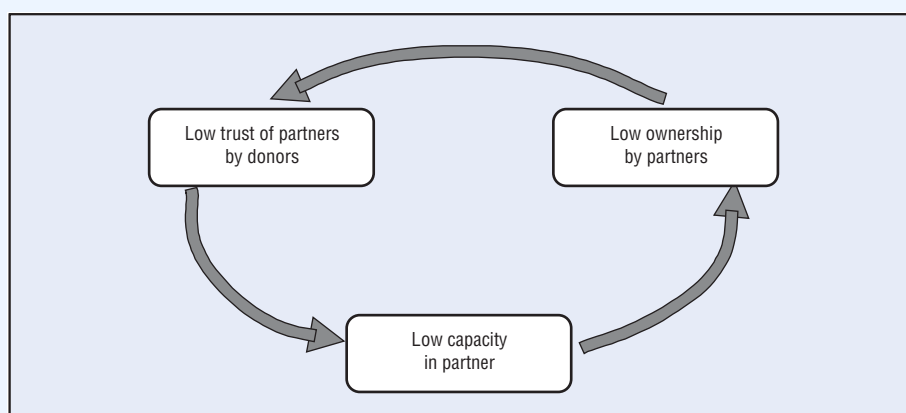 Low trust of partners
by donors
Low ownership
by partners
Low capacity
in partner